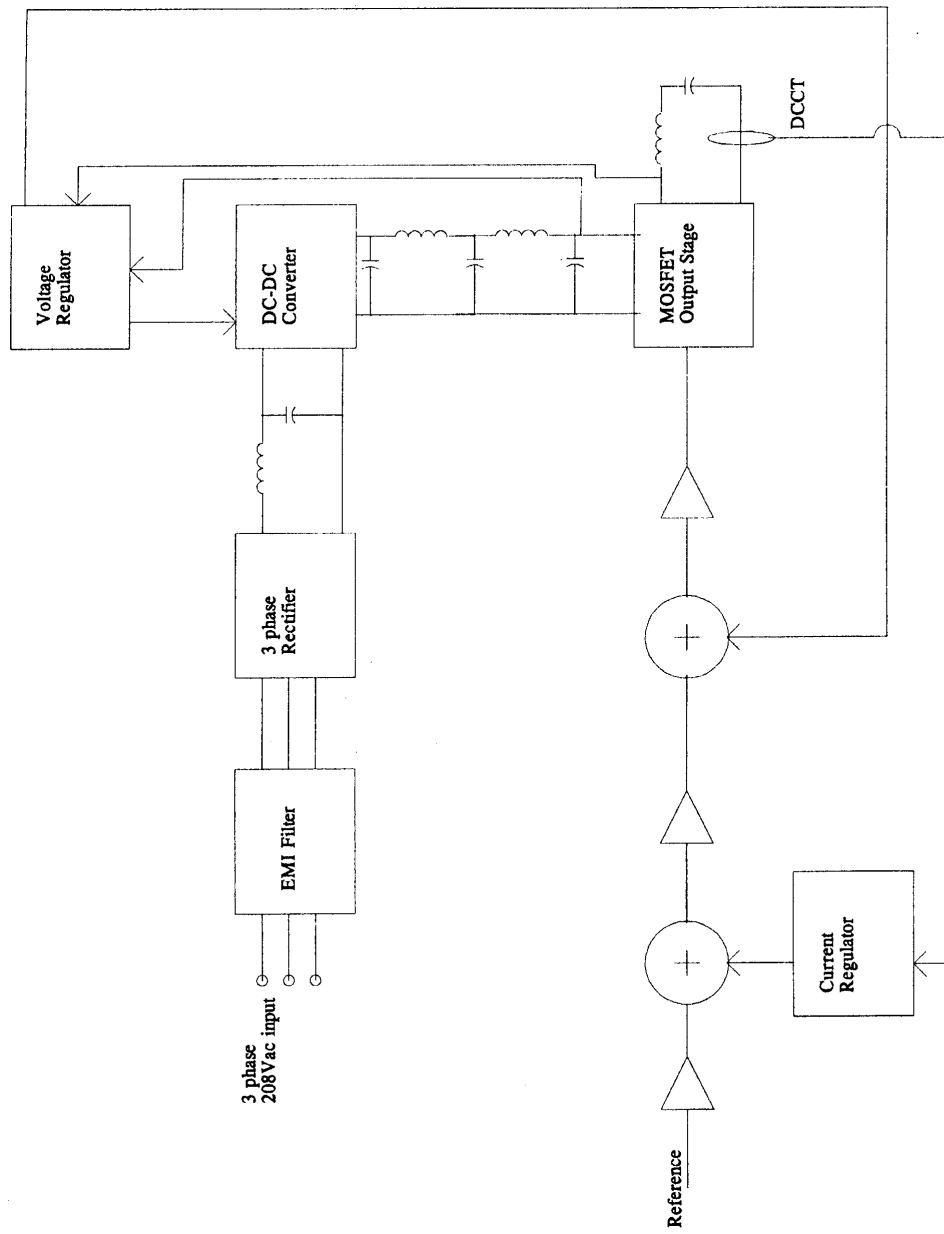 Voltage
Regulator
DC-DC
Converter
3 phase
Rectifier
EMI Filter
3 phase
208Vac input
DCCT
MOSFET
Output Stage
+
+
Current
Regulator
Reference